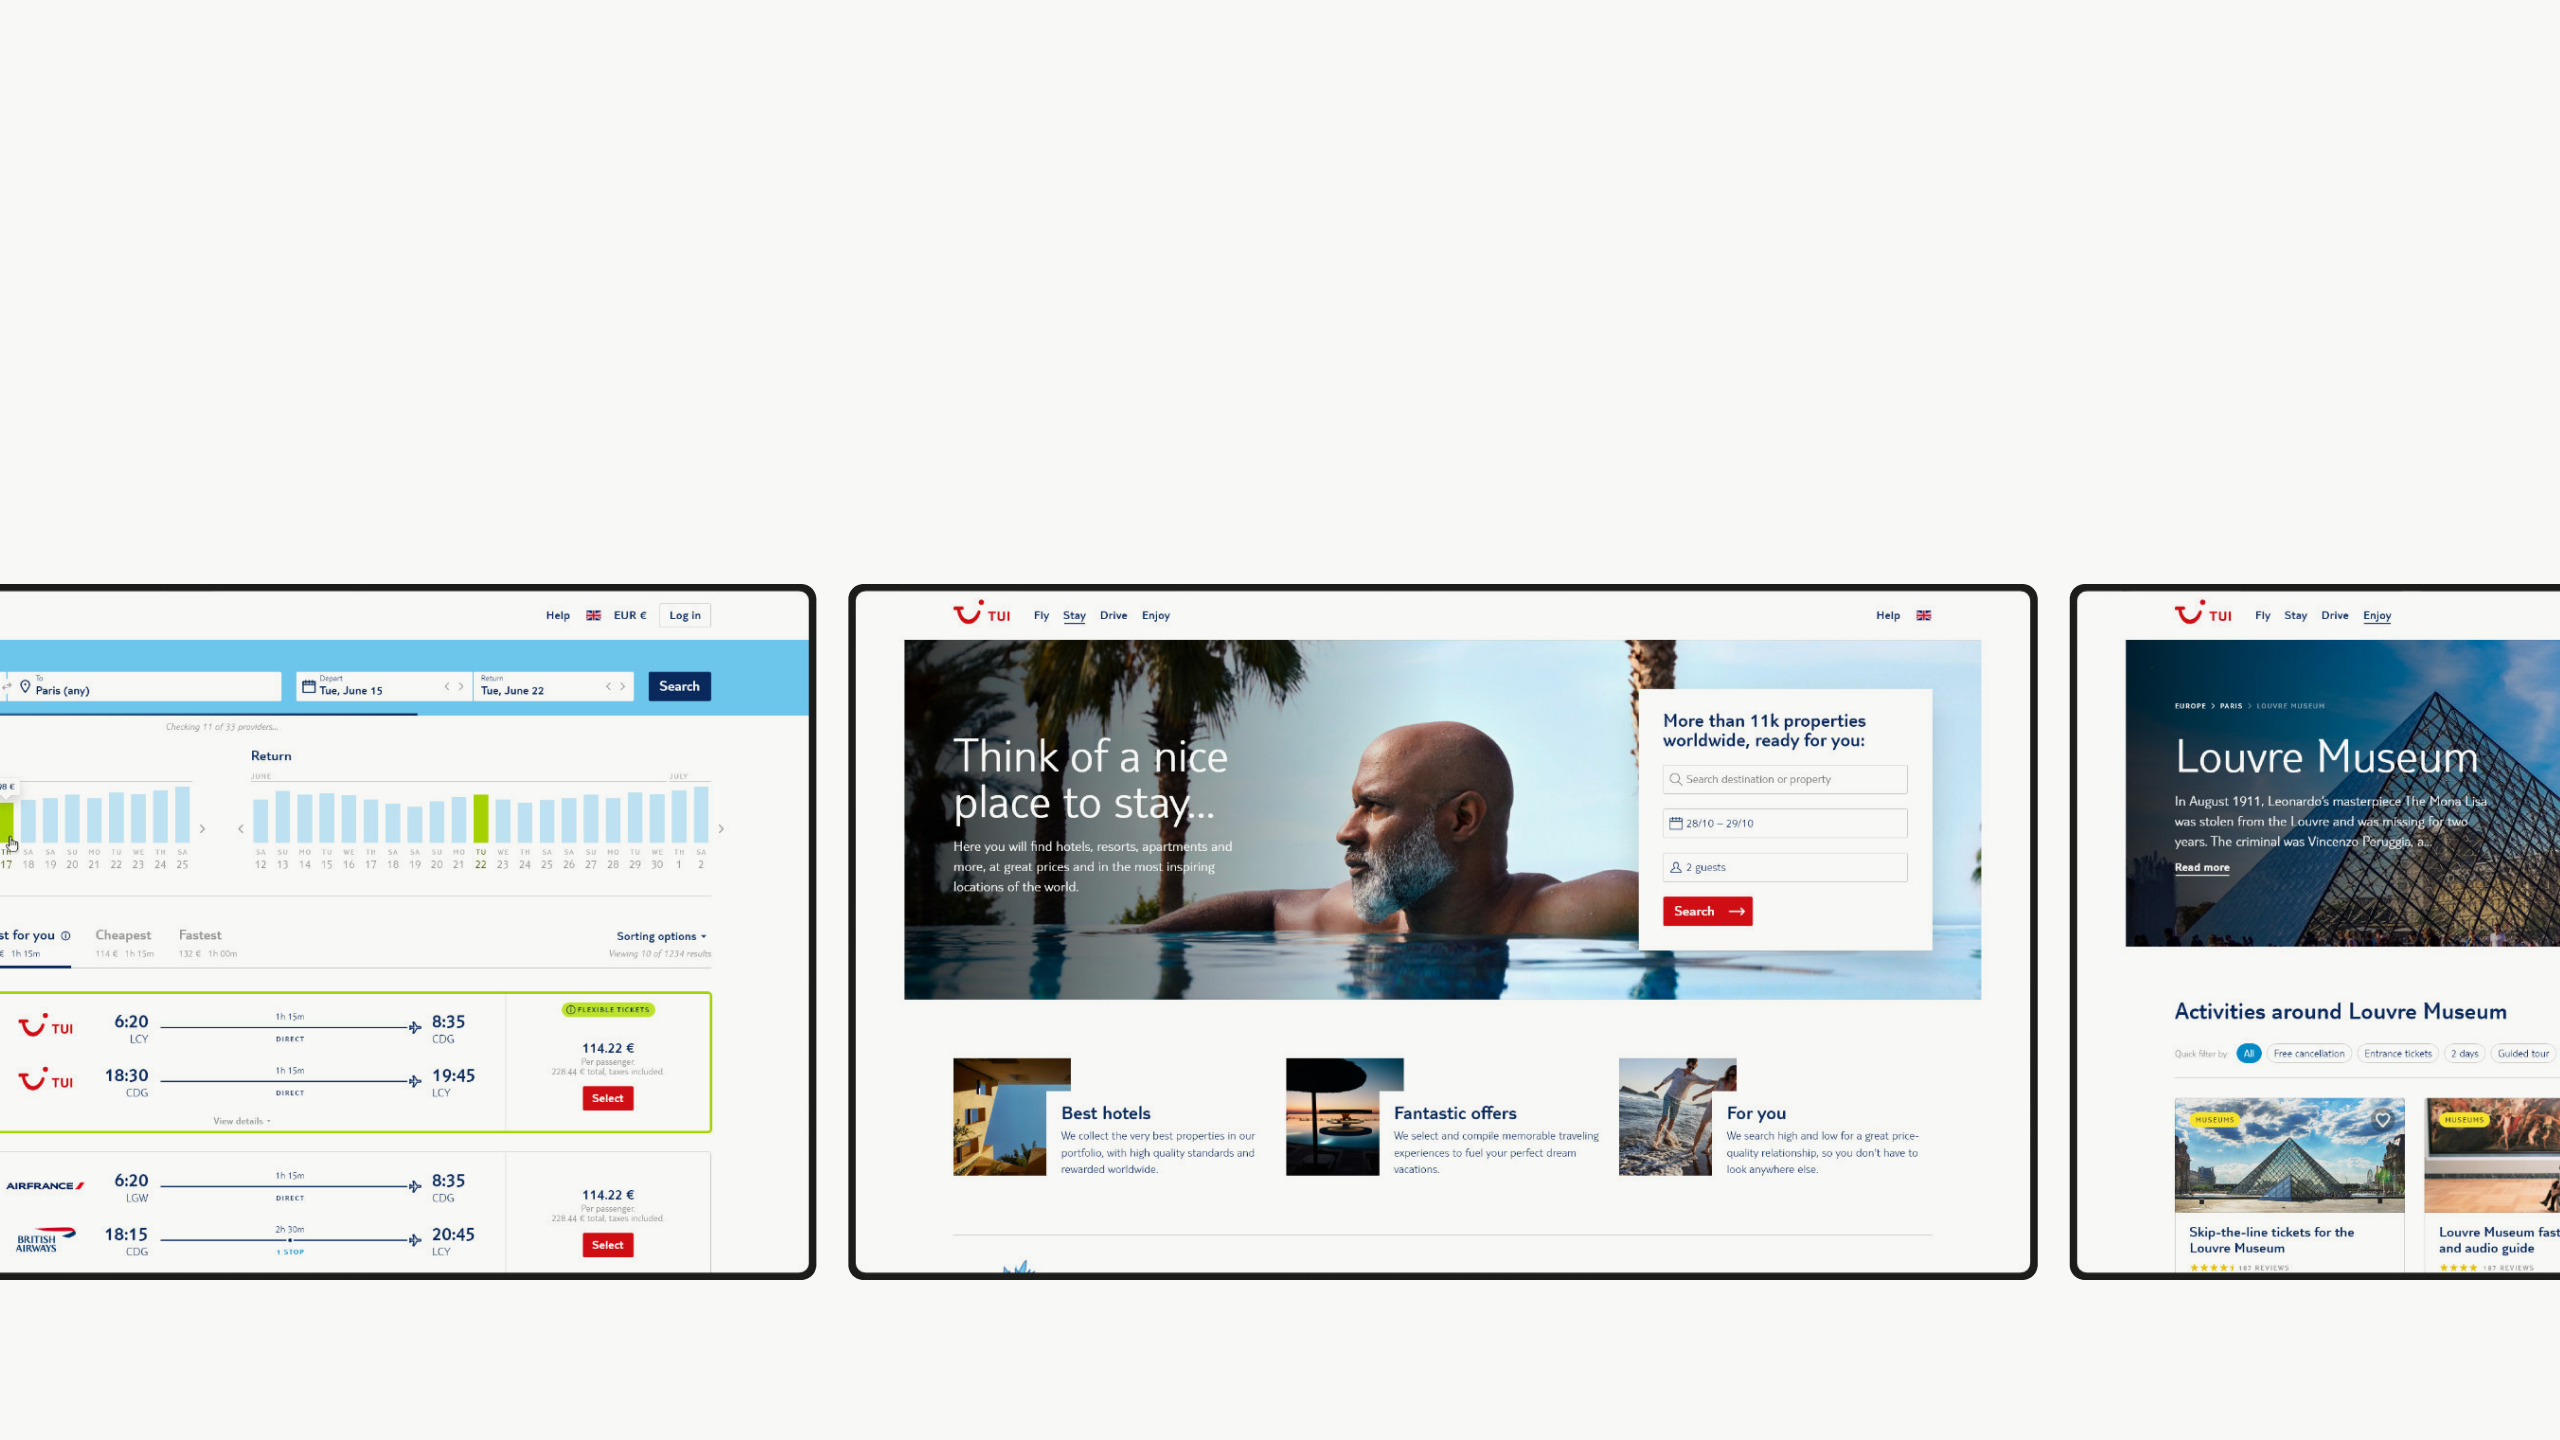 Help EUR € Log in
To
Paris (any)
Depart
Tue, June 15
Return
Tue, June 22
Search
Checking 11 of 33 providers...
Return
JUNE JULY
98 €
TH SA SA SU MO TU WE TH SA
17 18 19 20 21 22 23 24 25
SA SU MO TU WE TH SA SA SU MO TU WE TH SA SA SU MO TU WE TH SA
12 13 14 15 16 17 18 19 20 21 22 23 24 25 26 27 28 29 30 1 2
st for you Cheapest Fastest
€ 1h 15m 114 € 1h 15m 132 € 1h 00m
Sorting options
Viewing 10 of 1234 results
TUI 6:20 1h 15m 8:35
LCY DIRECT CDG
TUI 18:30 1h 15m 19:45
CDG DIRECT LCY
View details
FLEXIBLE TICKETS
114.22 €
Per passenger.
228.44 € total, taxes included.
Select
AIRFRANCE 6:20 1h 15m 8:35
LGW DIRECT CDG
BRITISH AIRWAYS 18:15 2h 30m 20:45
CDG 1 STOP LCY
114.22 €
Per passenger.
228.44 € total, taxes included.
Select
TUI Fly Stay Drive Enjoy Help
Think of a nice
place to stay...
Here you will find hotels, resorts, apartments and
more, at great prices and in the most inspiring
locations of the world.
More than 11k properties
worldwide, ready for you:
Search destination or property
28/10 – 29/10
2 guests
Search
Best hotels
We collect the very best properties in our
portfolio, with high quality standards and
rewarded worldwide.
Fantastic offers
We select and compile memorable traveling
experiences to fuel your perfect dream
vacations.
For you
We search high and low for a great price-
quality relationship, so you don't have to
look anywhere else.
TUI Fly Stay Drive Enjoy
EUROPE > PARIS > LOUVRE MUSEUM
Louvre Museum
In August 1911, Leonardo's masterpiece The Mona Lisa
was stolen from the Louvre and was missing for two
years. The criminal was Vincenzo Peruggia, a...
Read more
Activities around Louvre Museum
Quick filter by All Free cancellation Entrance tickets 2 days Guided tour
MUSEUMS
Skip-the-line tickets for the
Louvre Museum
187 REVIEWS
MUSEUMS
Louvre Museum fast
and audio guide
187 REVIEWS